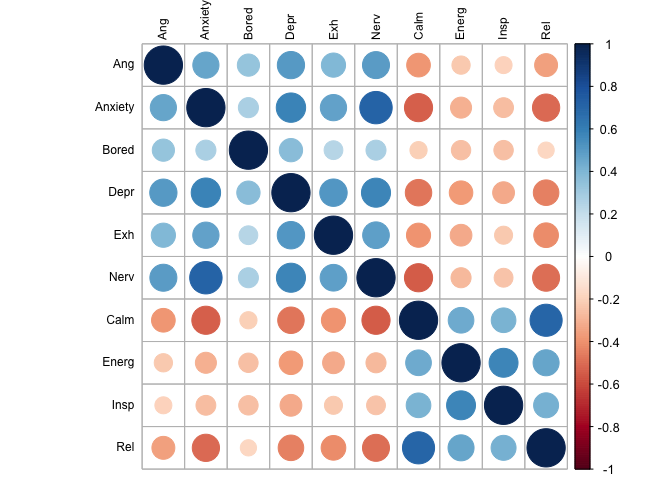 Ang Anxiety Bored Depr Exh Nerv Calm Energ Insp Rel
Ang
Anxiety
Bored
Depr
Exh
Nerv
Calm
Energ
Insp
Rel
1
0.8
0.6
0.4
0.2
0
-0.2
-0.4
-0.6
-0.8
-1